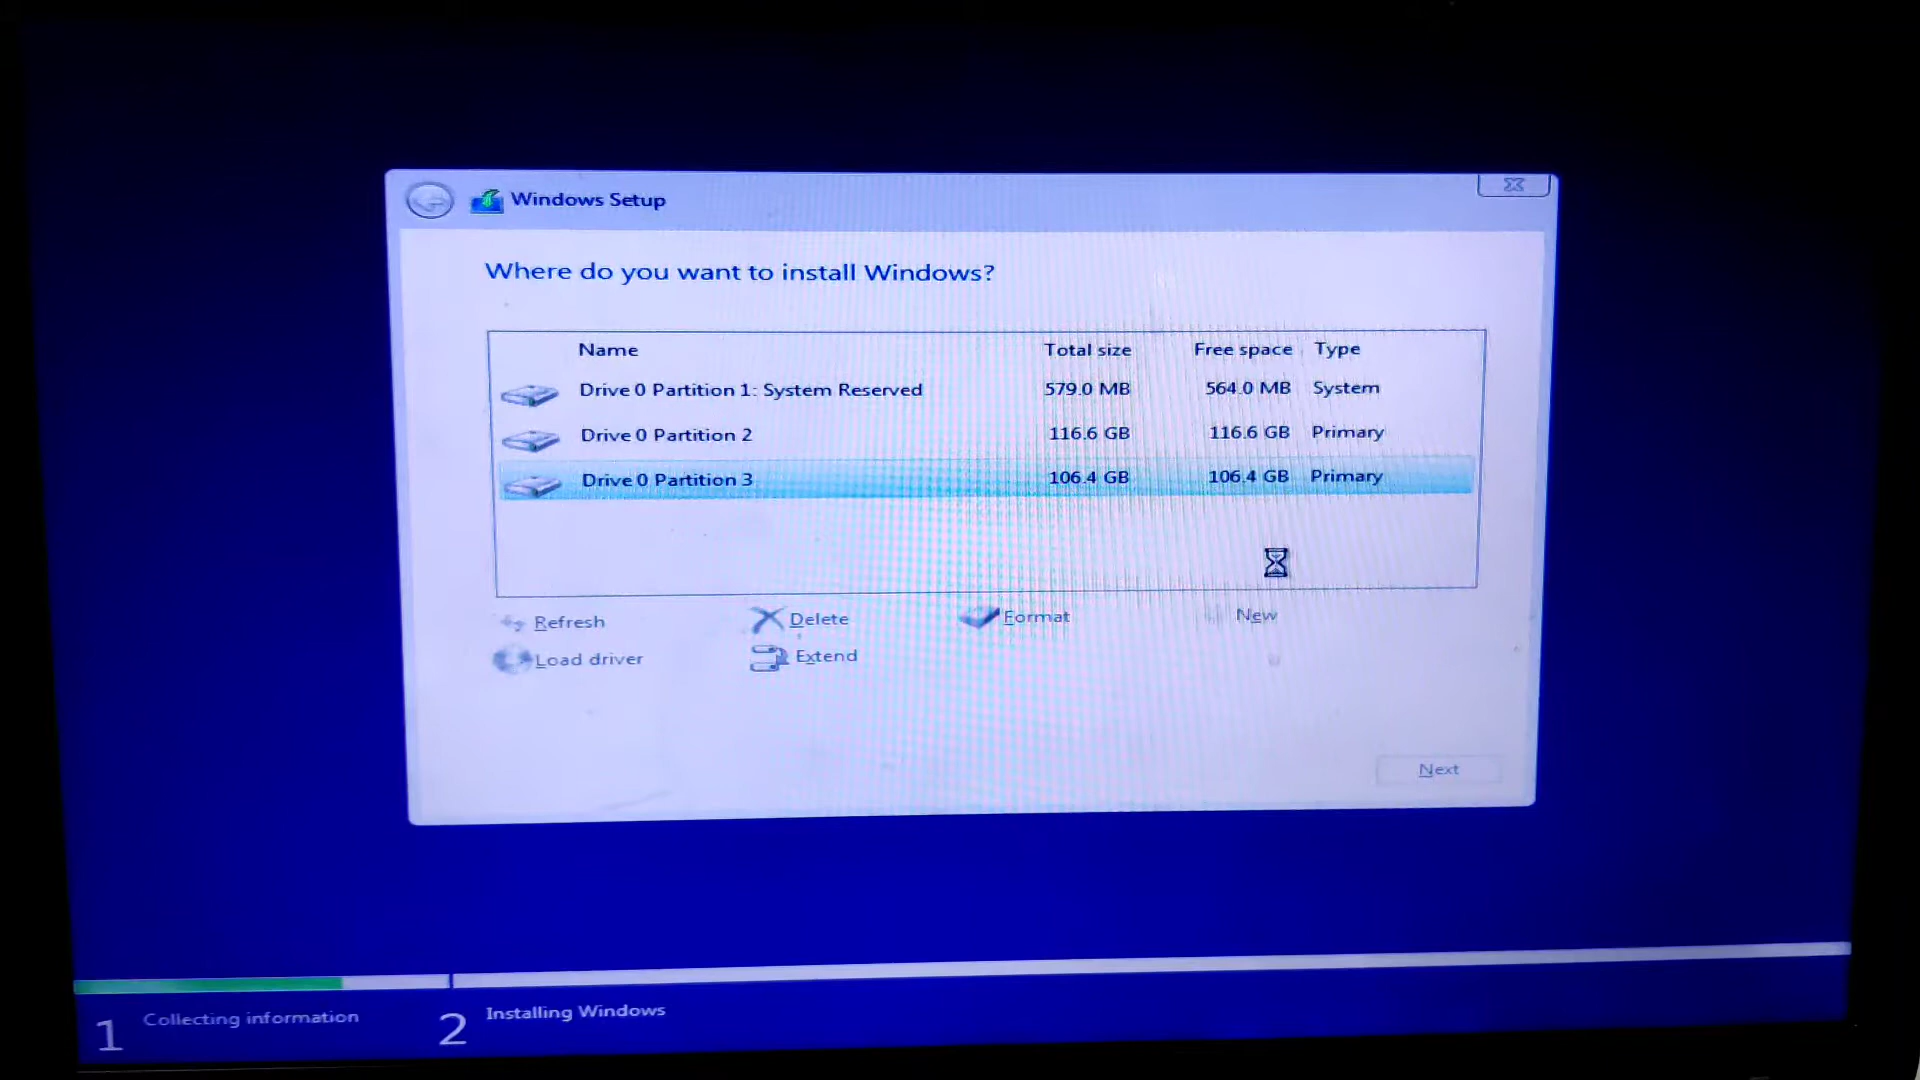 Windows Setup
Where do you want to install Windows?
Name Total size Free space Type
Drive 0 Partition 1: System Reserved 579.0 MB 564.0 MB System
Drive 0 Partition 2 116.6 GB 116.6 GB Primary
Drive 0 Partition 3 106.4 GB 106.4 GB Primary
Refresh Delete Format New
Load driver Extend
Next
1 Collecting information 2 Installing Windows